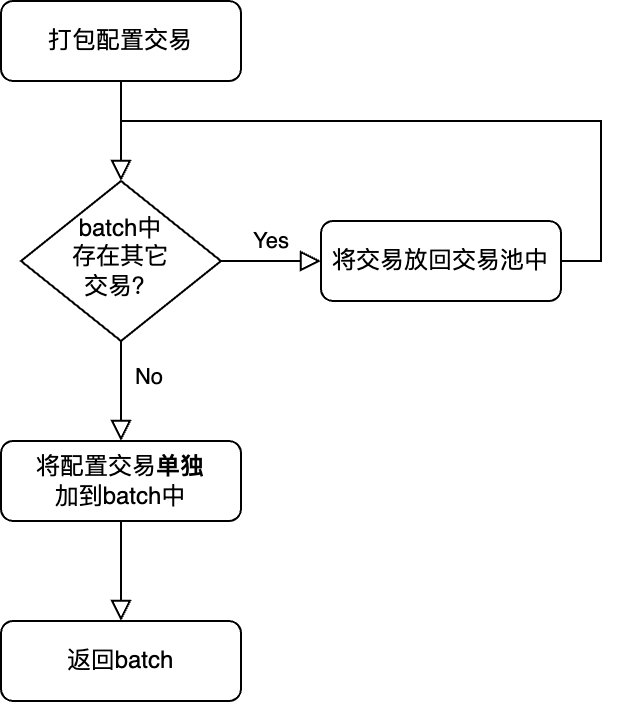 打包配置交易
batch中
存在其它
交易?
Yes
将交易放回交易池中
No
将配置交易单独
加到batch中
返回batch